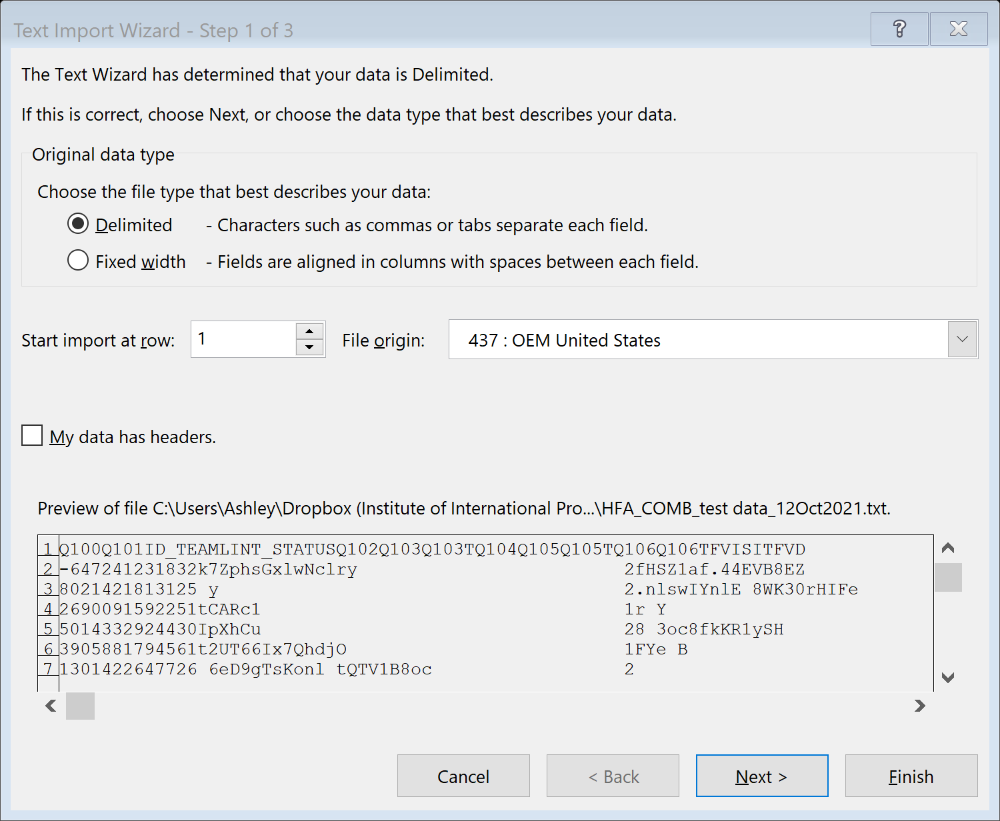 Text Import Wizard - Step 1 of 3
The Text Wizard has determined that your data is Delimited.
If this is correct, choose Next, or choose the data type that best describes your data.
Original data type
Choose the file type that best describes your data:
Delimited - Characters such as commas or tabs separate each field.
Fixed width - Fields are aligned in columns with spaces between each field.
Start import at row: 1 File origin: 437 : OEM United States
My data has headers.
Preview of file C:\Users\Ashley\Dropbox (Institute of International Pro...\HFA_COMB_test data_12Oct2021.txt.
1 Q100Q101ID_TEAMLINT_STATUSQ102Q103Q103TQ104Q105Q105TQ106Q106TFVISITFVD
2 -647241231832k7ZphsGxlwNclry 2fHSZ1af.44EVB8EZ
3 8021421813125 y 2.nlswIYnlE 8WK30rHIFe
4 2690091592251tCARc1 1r Y
5 5014332924430IpXhCu 28 3oc8fkKR1ySH
6 3905881794561t2UT66Ix7QhdjO 1FYe B
7 1301422647726 6eD9gTsKonl tQTV1B8oc 2
Cancel < Back Next > Finish